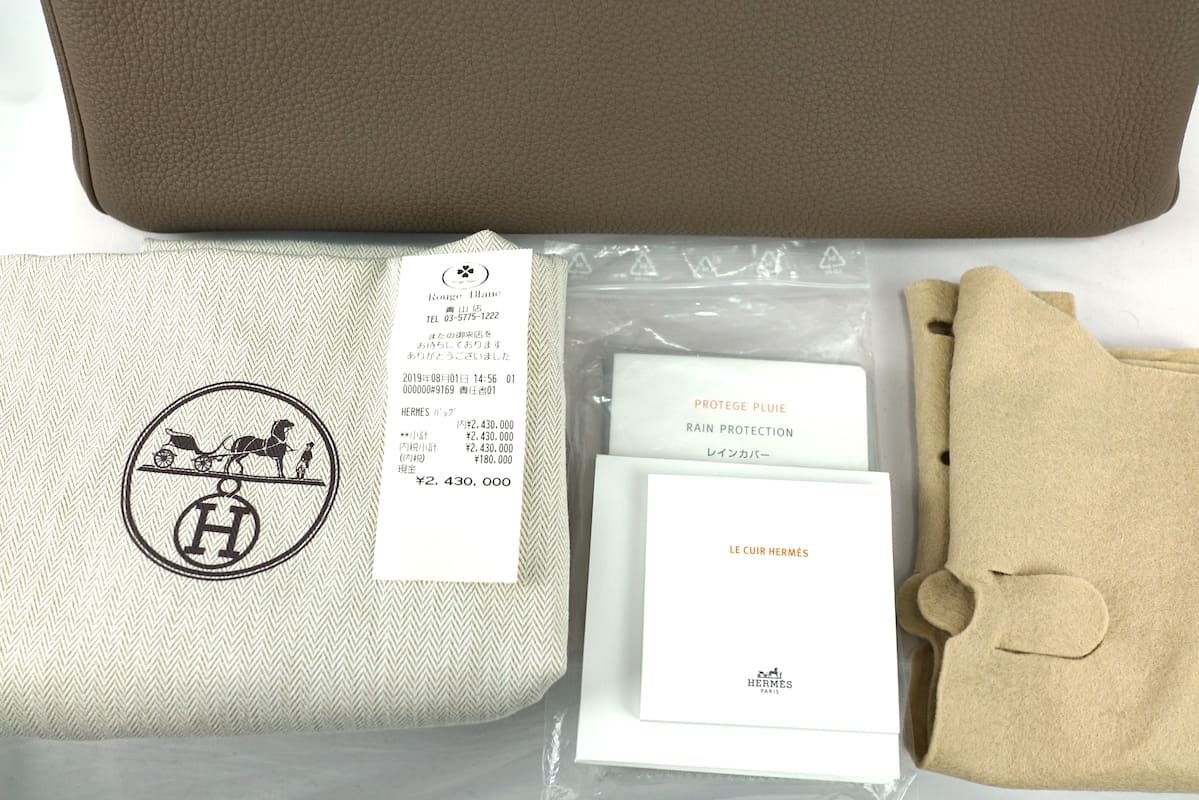 Rouge Blanc
青山店
TEL 03-5775-1222
またの御来店を
お待ちしております
ありがとうございました
2019年08月01日 14:56 01
000000#9169 責任者01
HERMES バッグ
内¥2,430,000
**小計 ¥2,430,000
内税小計 ¥2,430,000
(内税) ¥180,000
現金
¥2,430,000
H
PROTEGE PLUIE
RAIN PROTECTION
レインカバー
LE CUIR HERMÈS
HERMÈS
PARIS